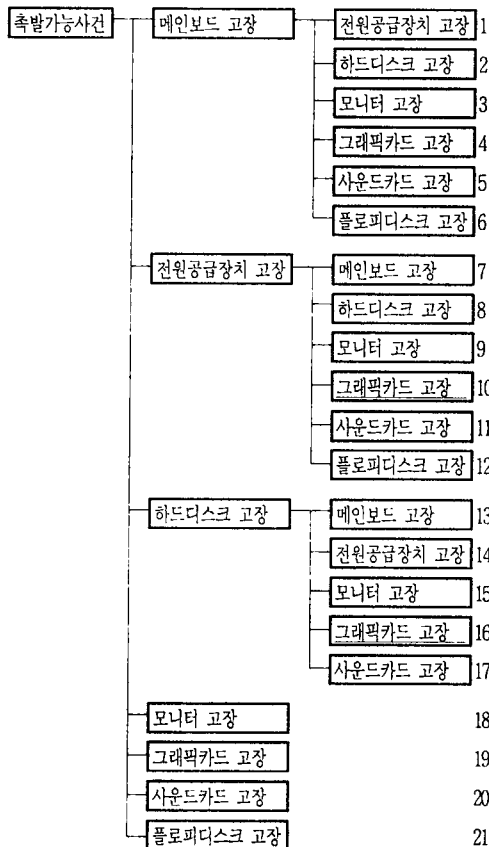 촉발가능사건 메인보드 고장 전원공급장치 고장 1
하드디스크 고장 2
모니터 고장 3
그래픽카드 고장 4
사운드카드 고장 5
플로피디스크 고장 6
전원공급장치 고장 메인보드 고장 7
하드디스크 고장 8
모니터 고장 9
그래픽카드 고장 10
사운드카드 고장 11
플로피디스크 고장 12
하드디스크 고장 메인보드 고장 13
전원공급장치 고장 14
모니터 고장 15
그래픽카드 고장 16
사운드카드 고장 17
모니터 고장 18
그래픽카드 고장 19
사운드카드 고장 20
플로피디스크 고장 21